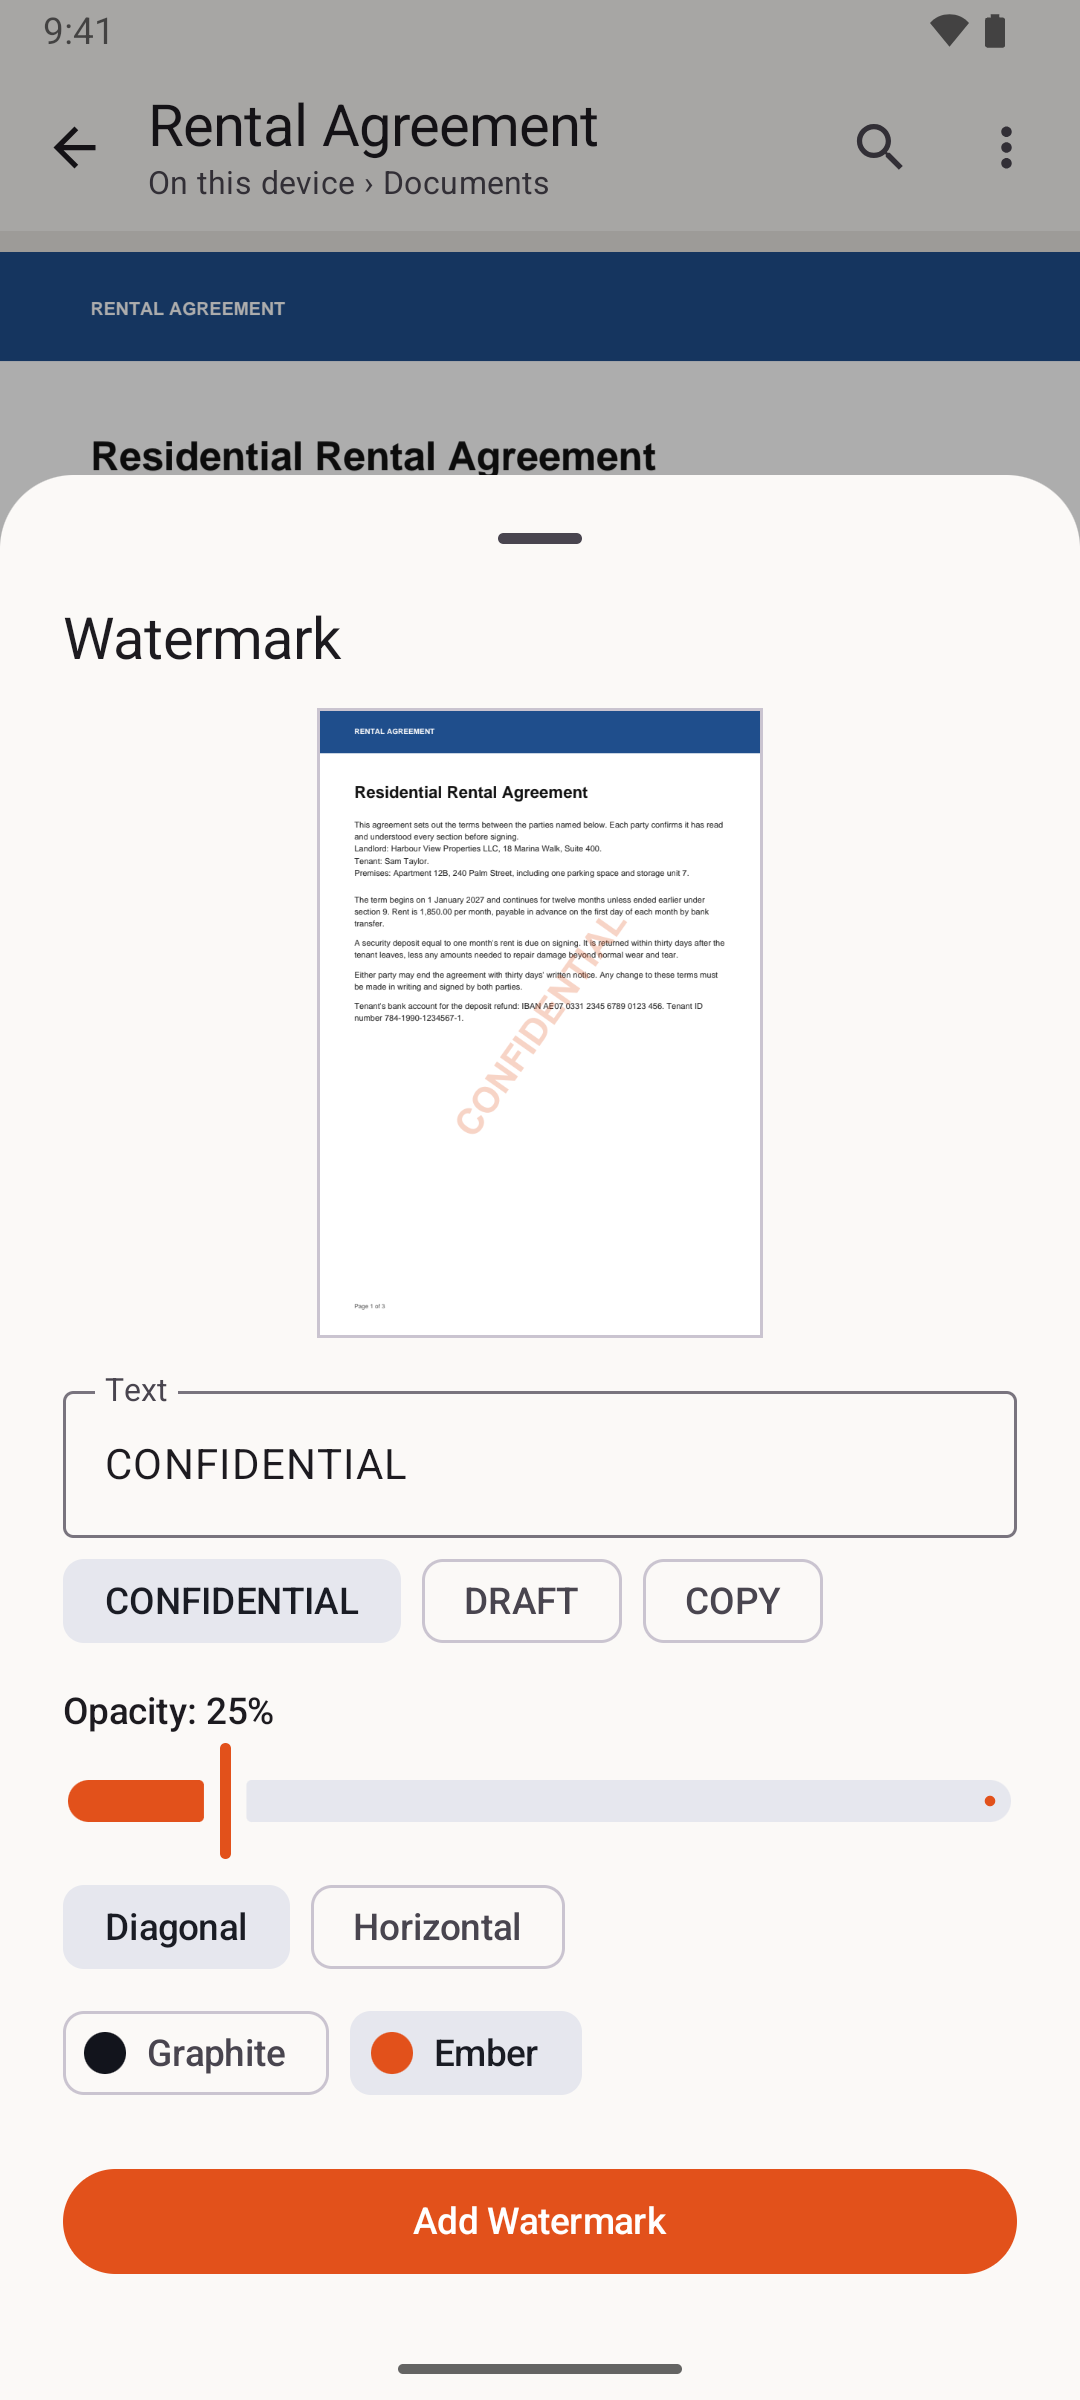 9:41
Rental Agreement
On this device › Documents
RENTAL AGREEMENT
Residential Rental Agreement
Watermark
RENTAL AGREEMENT
Residential Rental Agreement
This agreement sets out the terms between the parties named below. Each party confirms it has read
and understood every section before signing.
Landlord: Harbour View Properties LLC, 18 Marina Walk, Suite 400.
Tenant: Sam Taylor.
Premises: Apartment 12B, 240 Palm Street, including one parking space and storage unit 7.
The term begins on 1 January 2027 and continues for twelve months unless ended earlier under
section 9. Rent is 1,850.00 per month, payable in advance on the first day of each month by bank
transfer.
A security deposit equal to one month's rent is due on signing. It is returned within thirty days after the
tenant leaves, less any amounts needed to repair damage beyond normal wear and tear.
Either party may end the agreement with thirty days' written notice. Any change to these terms must
be made in writing and signed by both parties.
Tenant's bank account for the deposit refund: IBAN AE07 0331 2345 6789 0123 456. Tenant ID
number 784-1990-1234567-1.
CONFIDENTIAL
Page 1 of 3
Text
CONFIDENTIAL
CONFIDENTIAL DRAFT COPY
Opacity: 25%
Diagonal Horizontal
Graphite Ember
Add Watermark